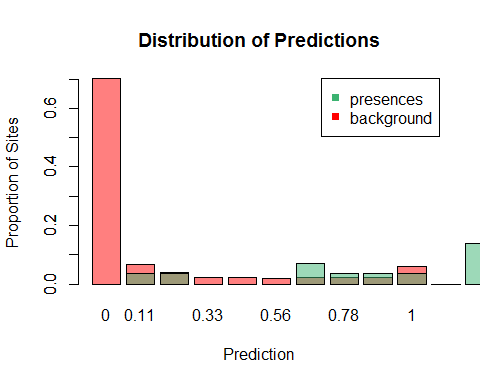 Distribution of Predictions
presences
background
Proportion of Sites
0.0
0.2
0.4
0.6
0
0.11
0.33
0.56
0.78
1
Prediction